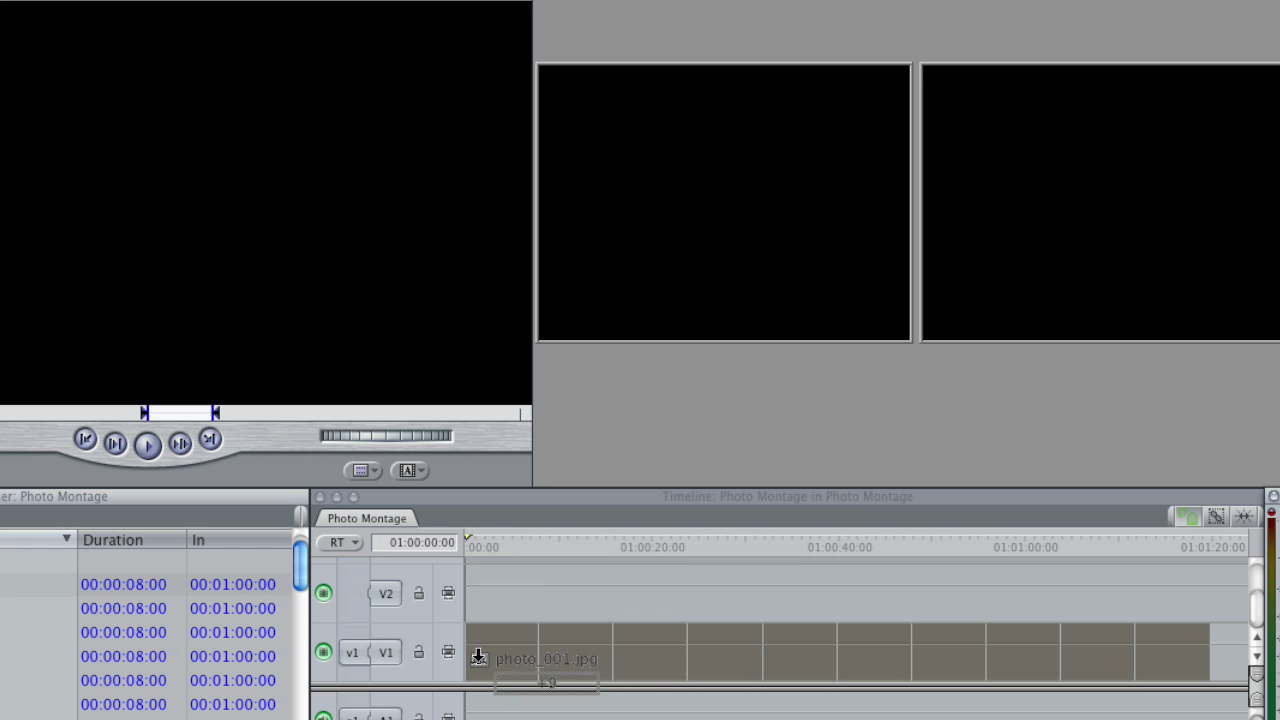 er: Photo Montage
Timeline: Photo Montage in Photo Montage
Photo Montage
Duration In
RT 01:00:00:00
:00:00 01:00:20:00 01:00:40:00 01:01:00:00 01:01:20:00
00:00:08:00 00:01:00:00
00:00:08:00 00:01:00:00
00:00:08:00 00:01:00:00
00:00:08:00 00:01:00:00
00:00:08:00 00:01:00:00
00:00:08:00 00:01:00:00
A
V2
v1 V1
photo_001.jpg
+9
a1 A1